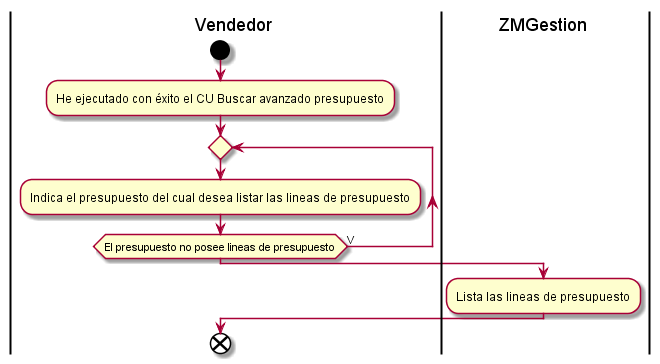 Vendedor
ZMGestion
He ejecutado con éxito el CU Buscar avanzado presupuesto
Indica el presupuesto del cual desea listar las lineas de presupuesto
El presupuesto no posee lineas de presupuesto
V
Lista las lineas de presupuesto